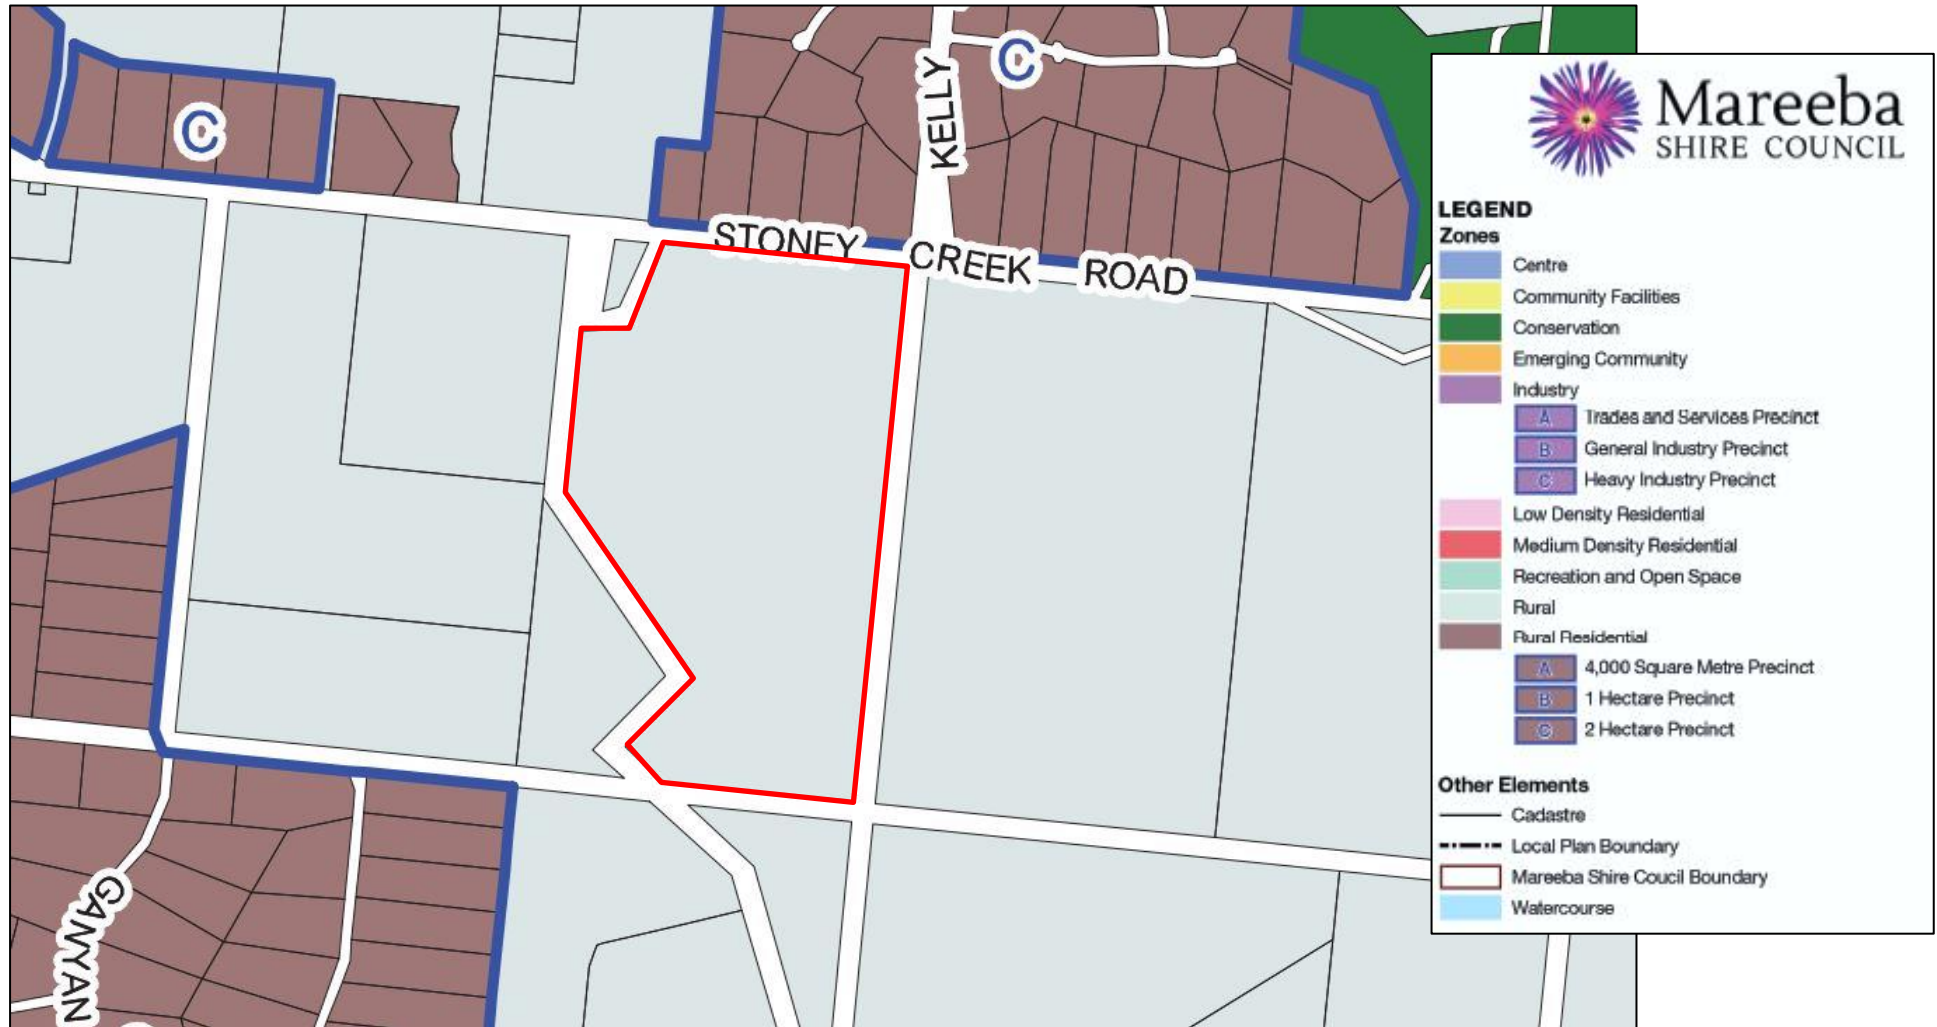 C
C
KELLY
STONEY CREEK ROAD
GANYAN
Mareeba
SHIRE COUNCIL
LEGEND
Zones
Centre
Community Facilities
Conservation
Emerging Community
Industry
A Trades and Services Precinct
B General Industry Precinct
C Heavy Industry Precinct
Low Density Residential
Medium Density Residential
Recreation and Open Space
Rural
Rural Residential
A 4,000 Square Metre Precinct
B 1 Hectare Precinct
C 2 Hectare Precinct
Other Elements
Cadastre
Local Plan Boundary
Mareeba Shire Coucil Boundary
Watercourse